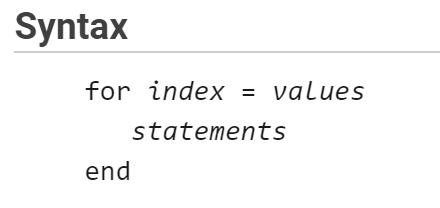 Syntax
for index = values
statements
end